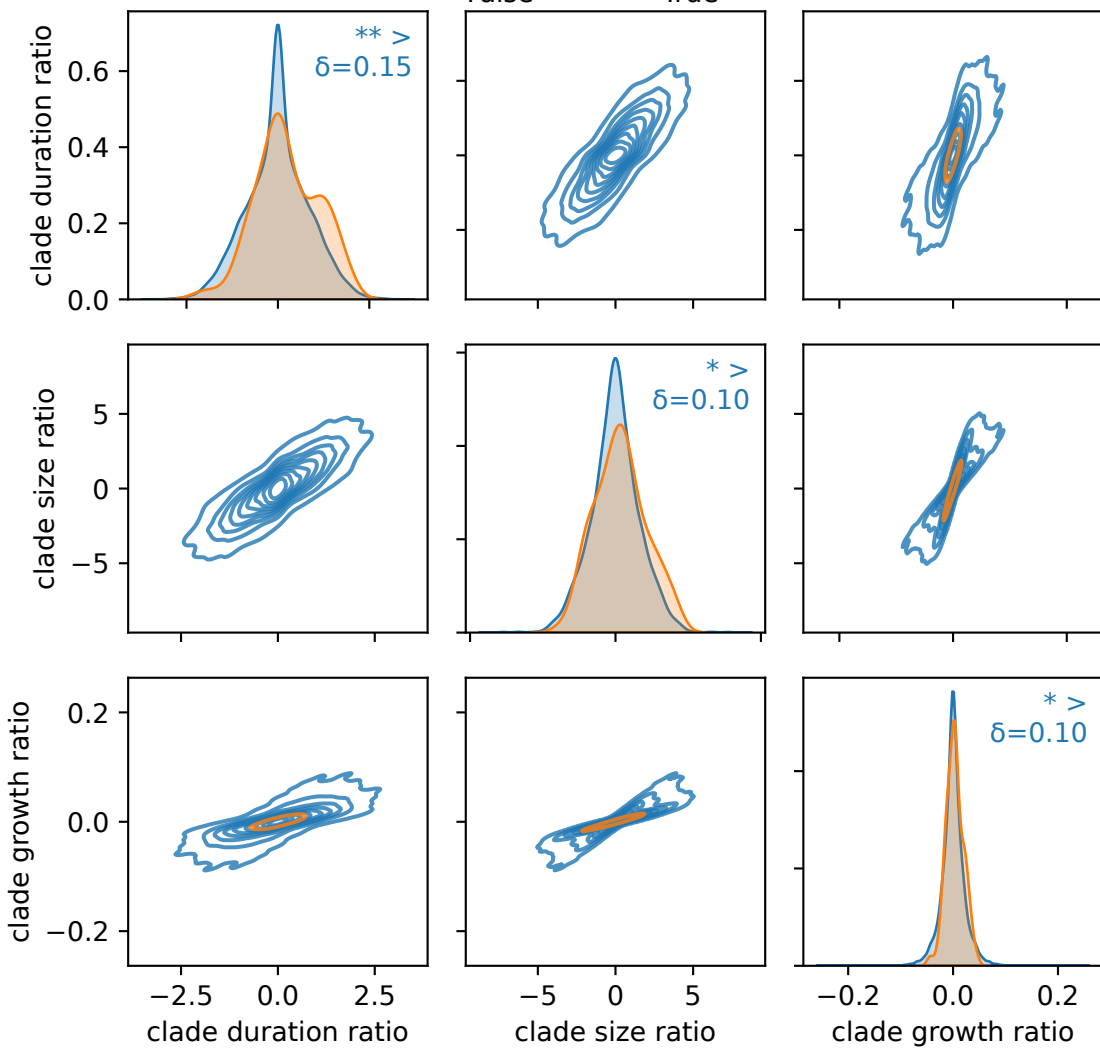 clade duration ratio
0.6
0.4
0.2
0.0
** >
δ=0.15
clade size ratio
5
0
−5
* >
δ=0.10
clade growth ratio
0.2
0.0
−0.2
* >
δ=0.10
−2.5 0.0 2.5
−5 0 5
−0.2 0.0 0.2
clade duration ratio
clade size ratio
clade growth ratio